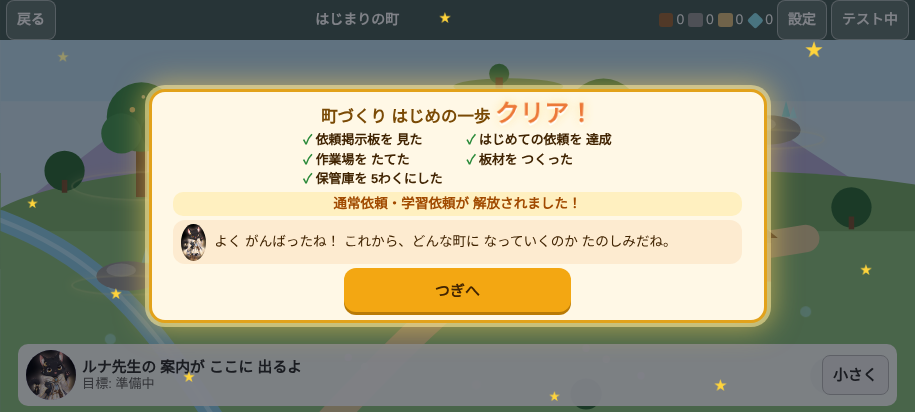 戻る
はじまりの町
0 0 0 0
設定
テスト中
町づくり はじめの一歩 クリア！
✓依頼掲示板を 見た
✓はじめての依頼を 達成
✓作業場を たてた
✓板材を つくった
✓保管庫を 5わくにした
通常依頼・学習依頼が 解放されました！
よく がんばったね！ これから、どんな町に なっていくのか たのしみだね。
つぎへ
ルナ先生の 案内が ここに 出るよ
目標: 準備中
小さく